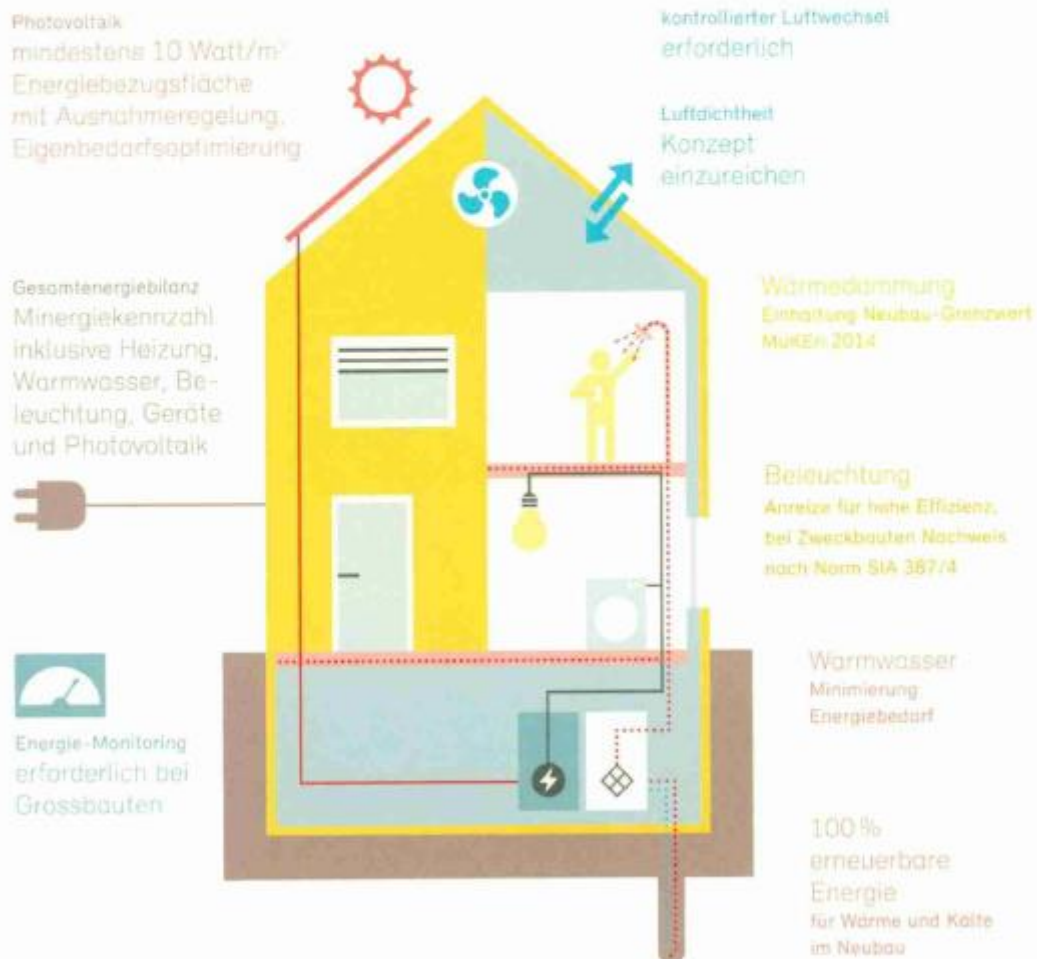 Photovoltaik
mindestens 10 Watt/m²
Energiebezugsfläche
mit Ausnahmeregelung,
Eigenbedarfsoptimierung
kontrollierter Luftwechsel
erforderlich
Luftdichtheit
Konzept
einzureichen
Gesamtenergiebilanz
Minergiekennzahl
inklusive Heizung,
Warmwasser, Be-
leuchtung, Geräte
und Photovoltaik
Wärmedämmung
Einhaltung Neubau-Grenzwert
MuKEn 2014
Beleuchtung
Anreize für hohe Effizienz,
bei Zweckbauten Nachweis
nach Norm SIA 387/4
Energie-Monitoring
erforderlich bei
Grossbauten
Warmwasser
Minimierung
Energiebedarf
100 %
erneuerbare
Energie
für Wärme und Kälte
im Neubau